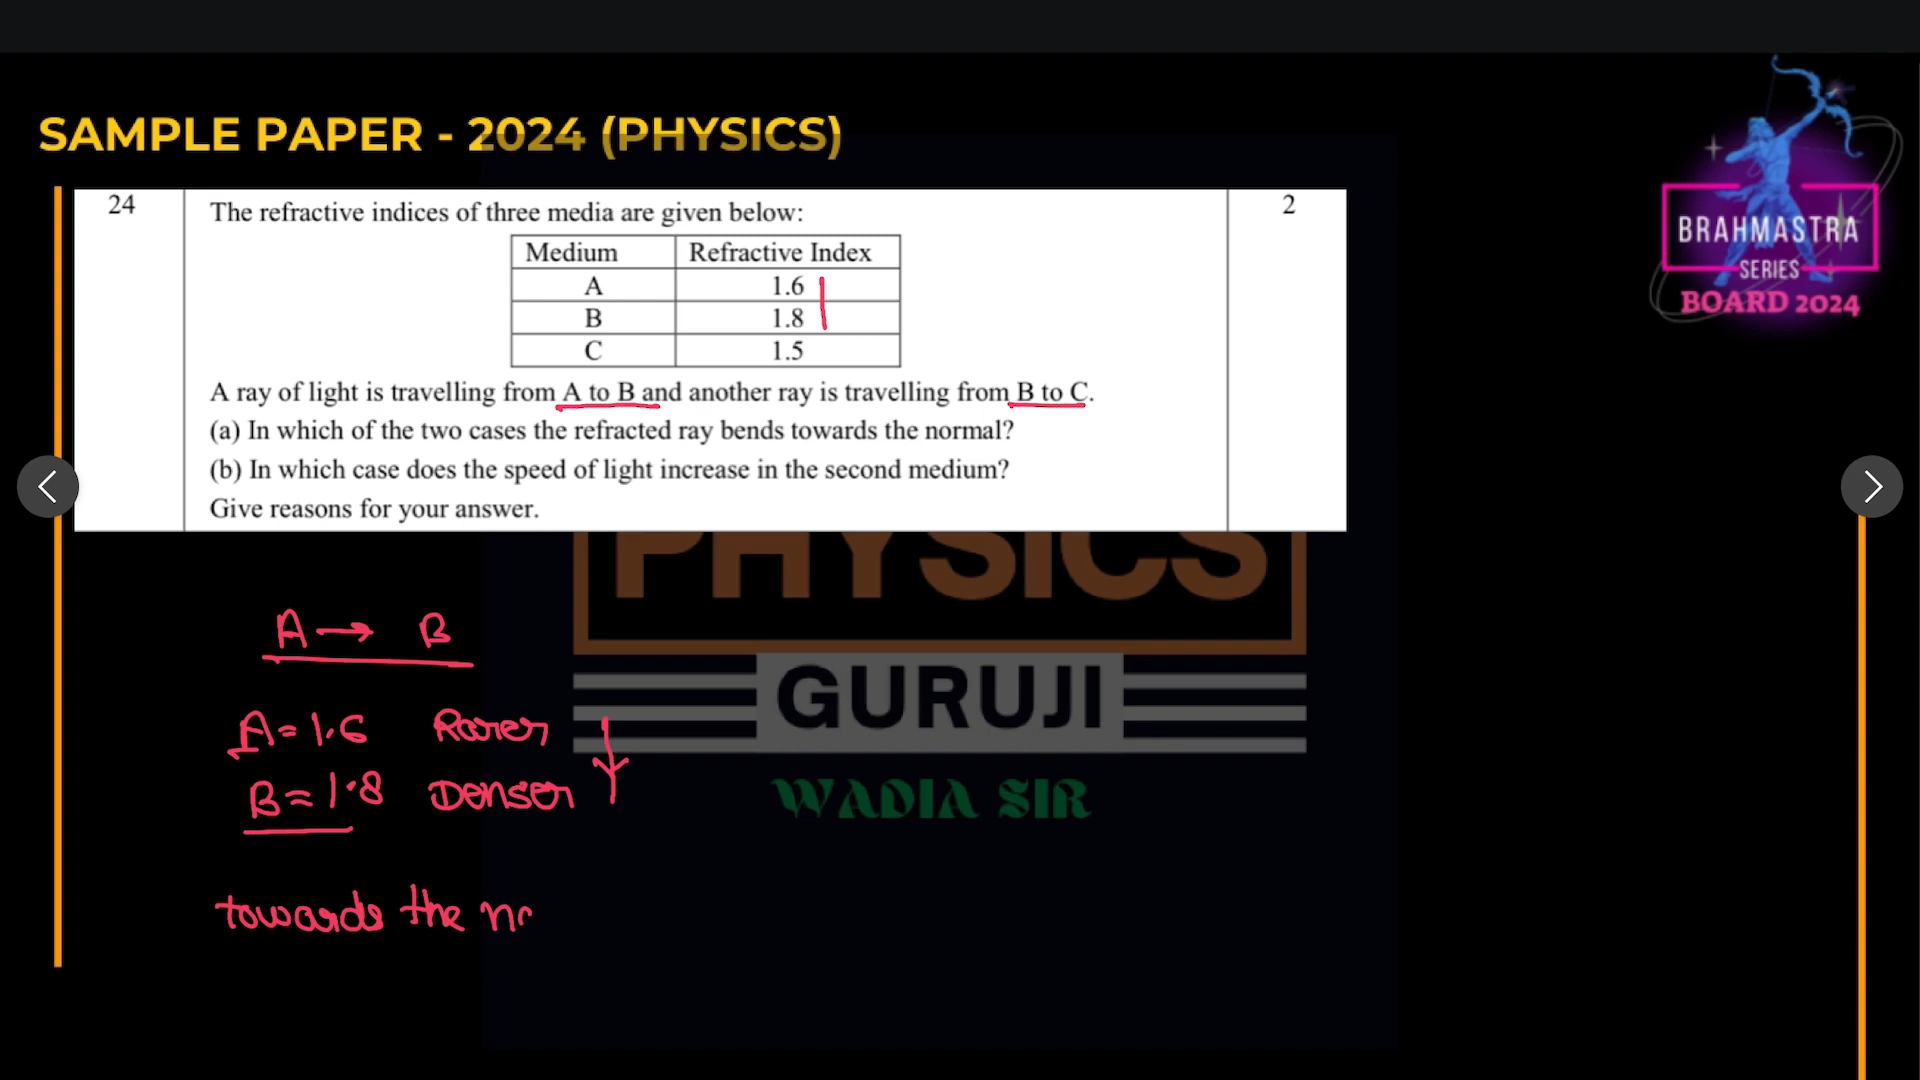 SAMPLE PAPER - 2024 (PHYSICS)
BRAHMASTRA
SERIES
BOARD 2024
24
The refractive indices of three media are given below:
2
Medium Refractive Index
A 1.6
B 1.8
C 1.5
A ray of light is travelling from A to B and another ray is travelling from B to C.
(a) In which of the two cases the refracted ray bends towards the normal?
(b) In which case does the speed of light increase in the second medium?
Give reasons for your answer.
PHYSICS
GURUJI
WADIA SIR
A → B
A = 1.6 Rarer
B = 1.8 Denser
towards the no